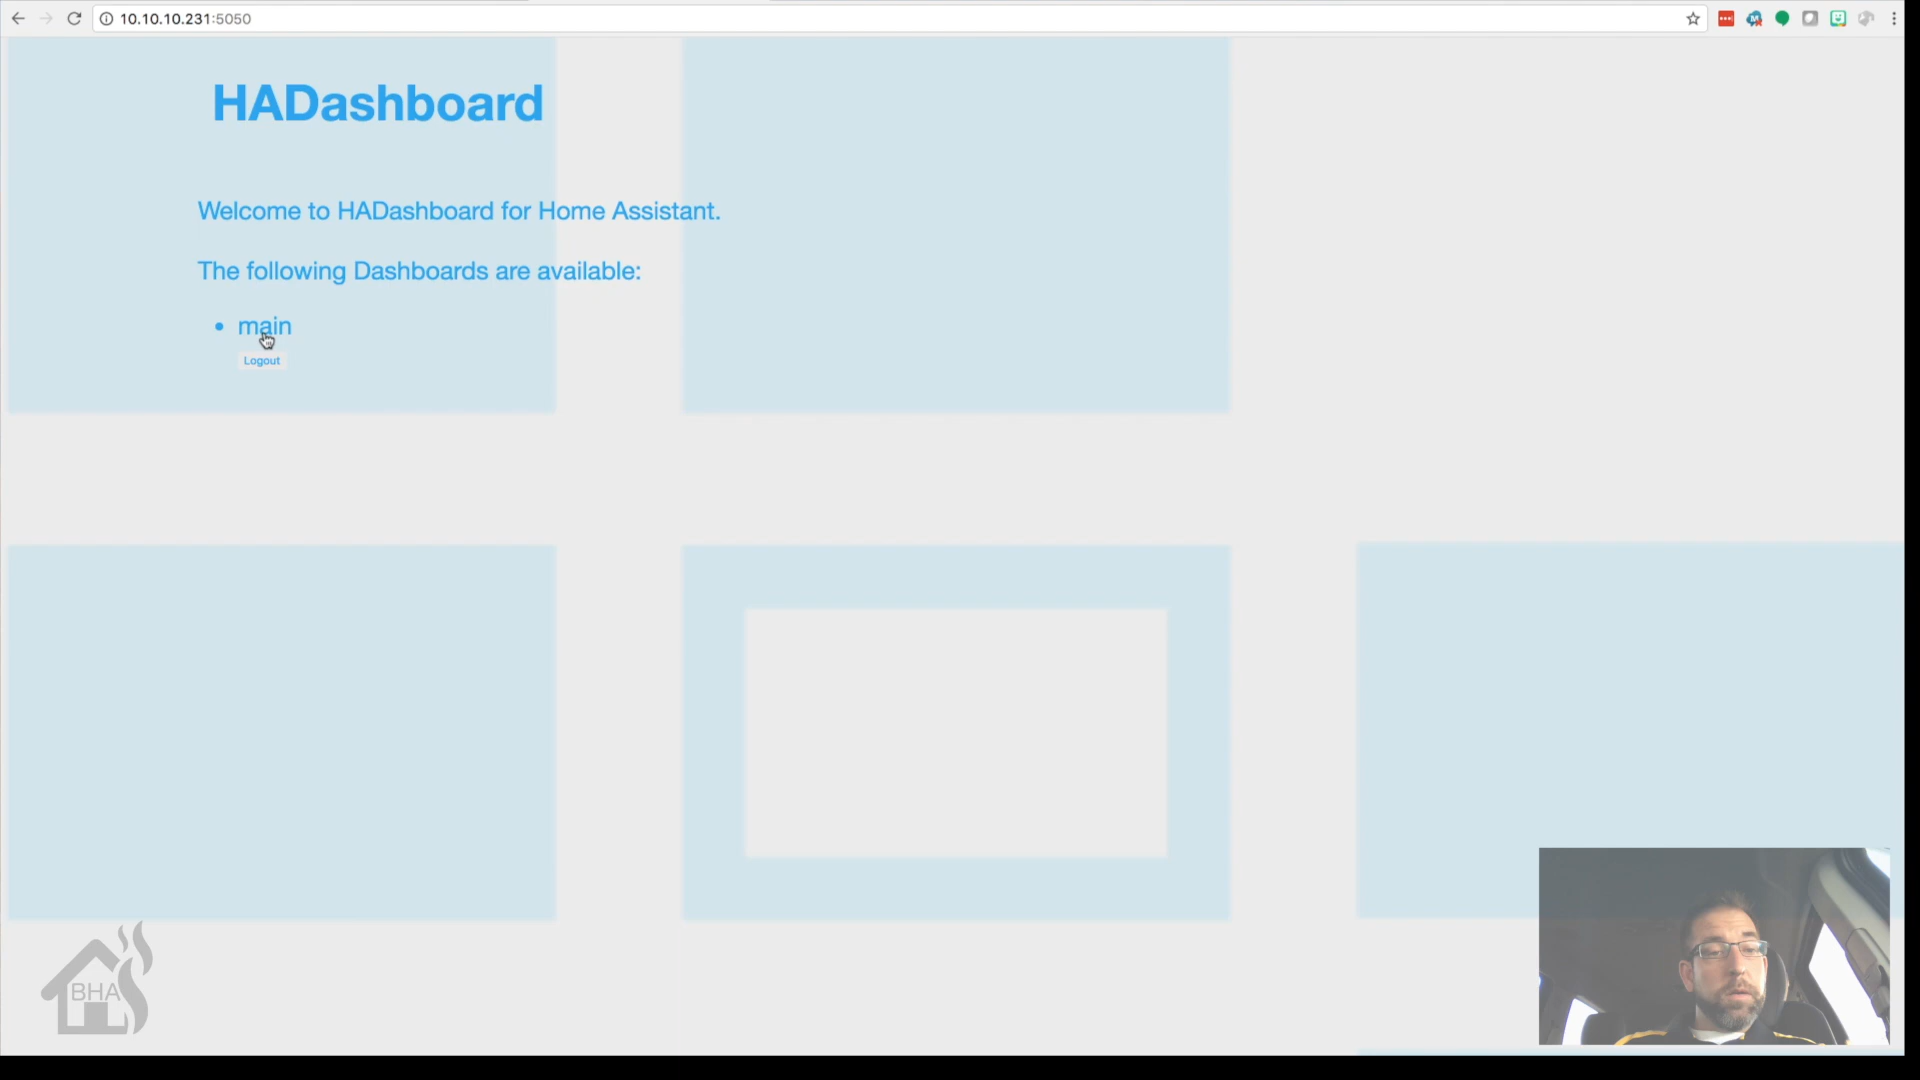 10.10.10.231:5050
HADashboard
Welcome to HADashboard for Home Assistant.
The following Dashboards are available:
main
Logout
BHA